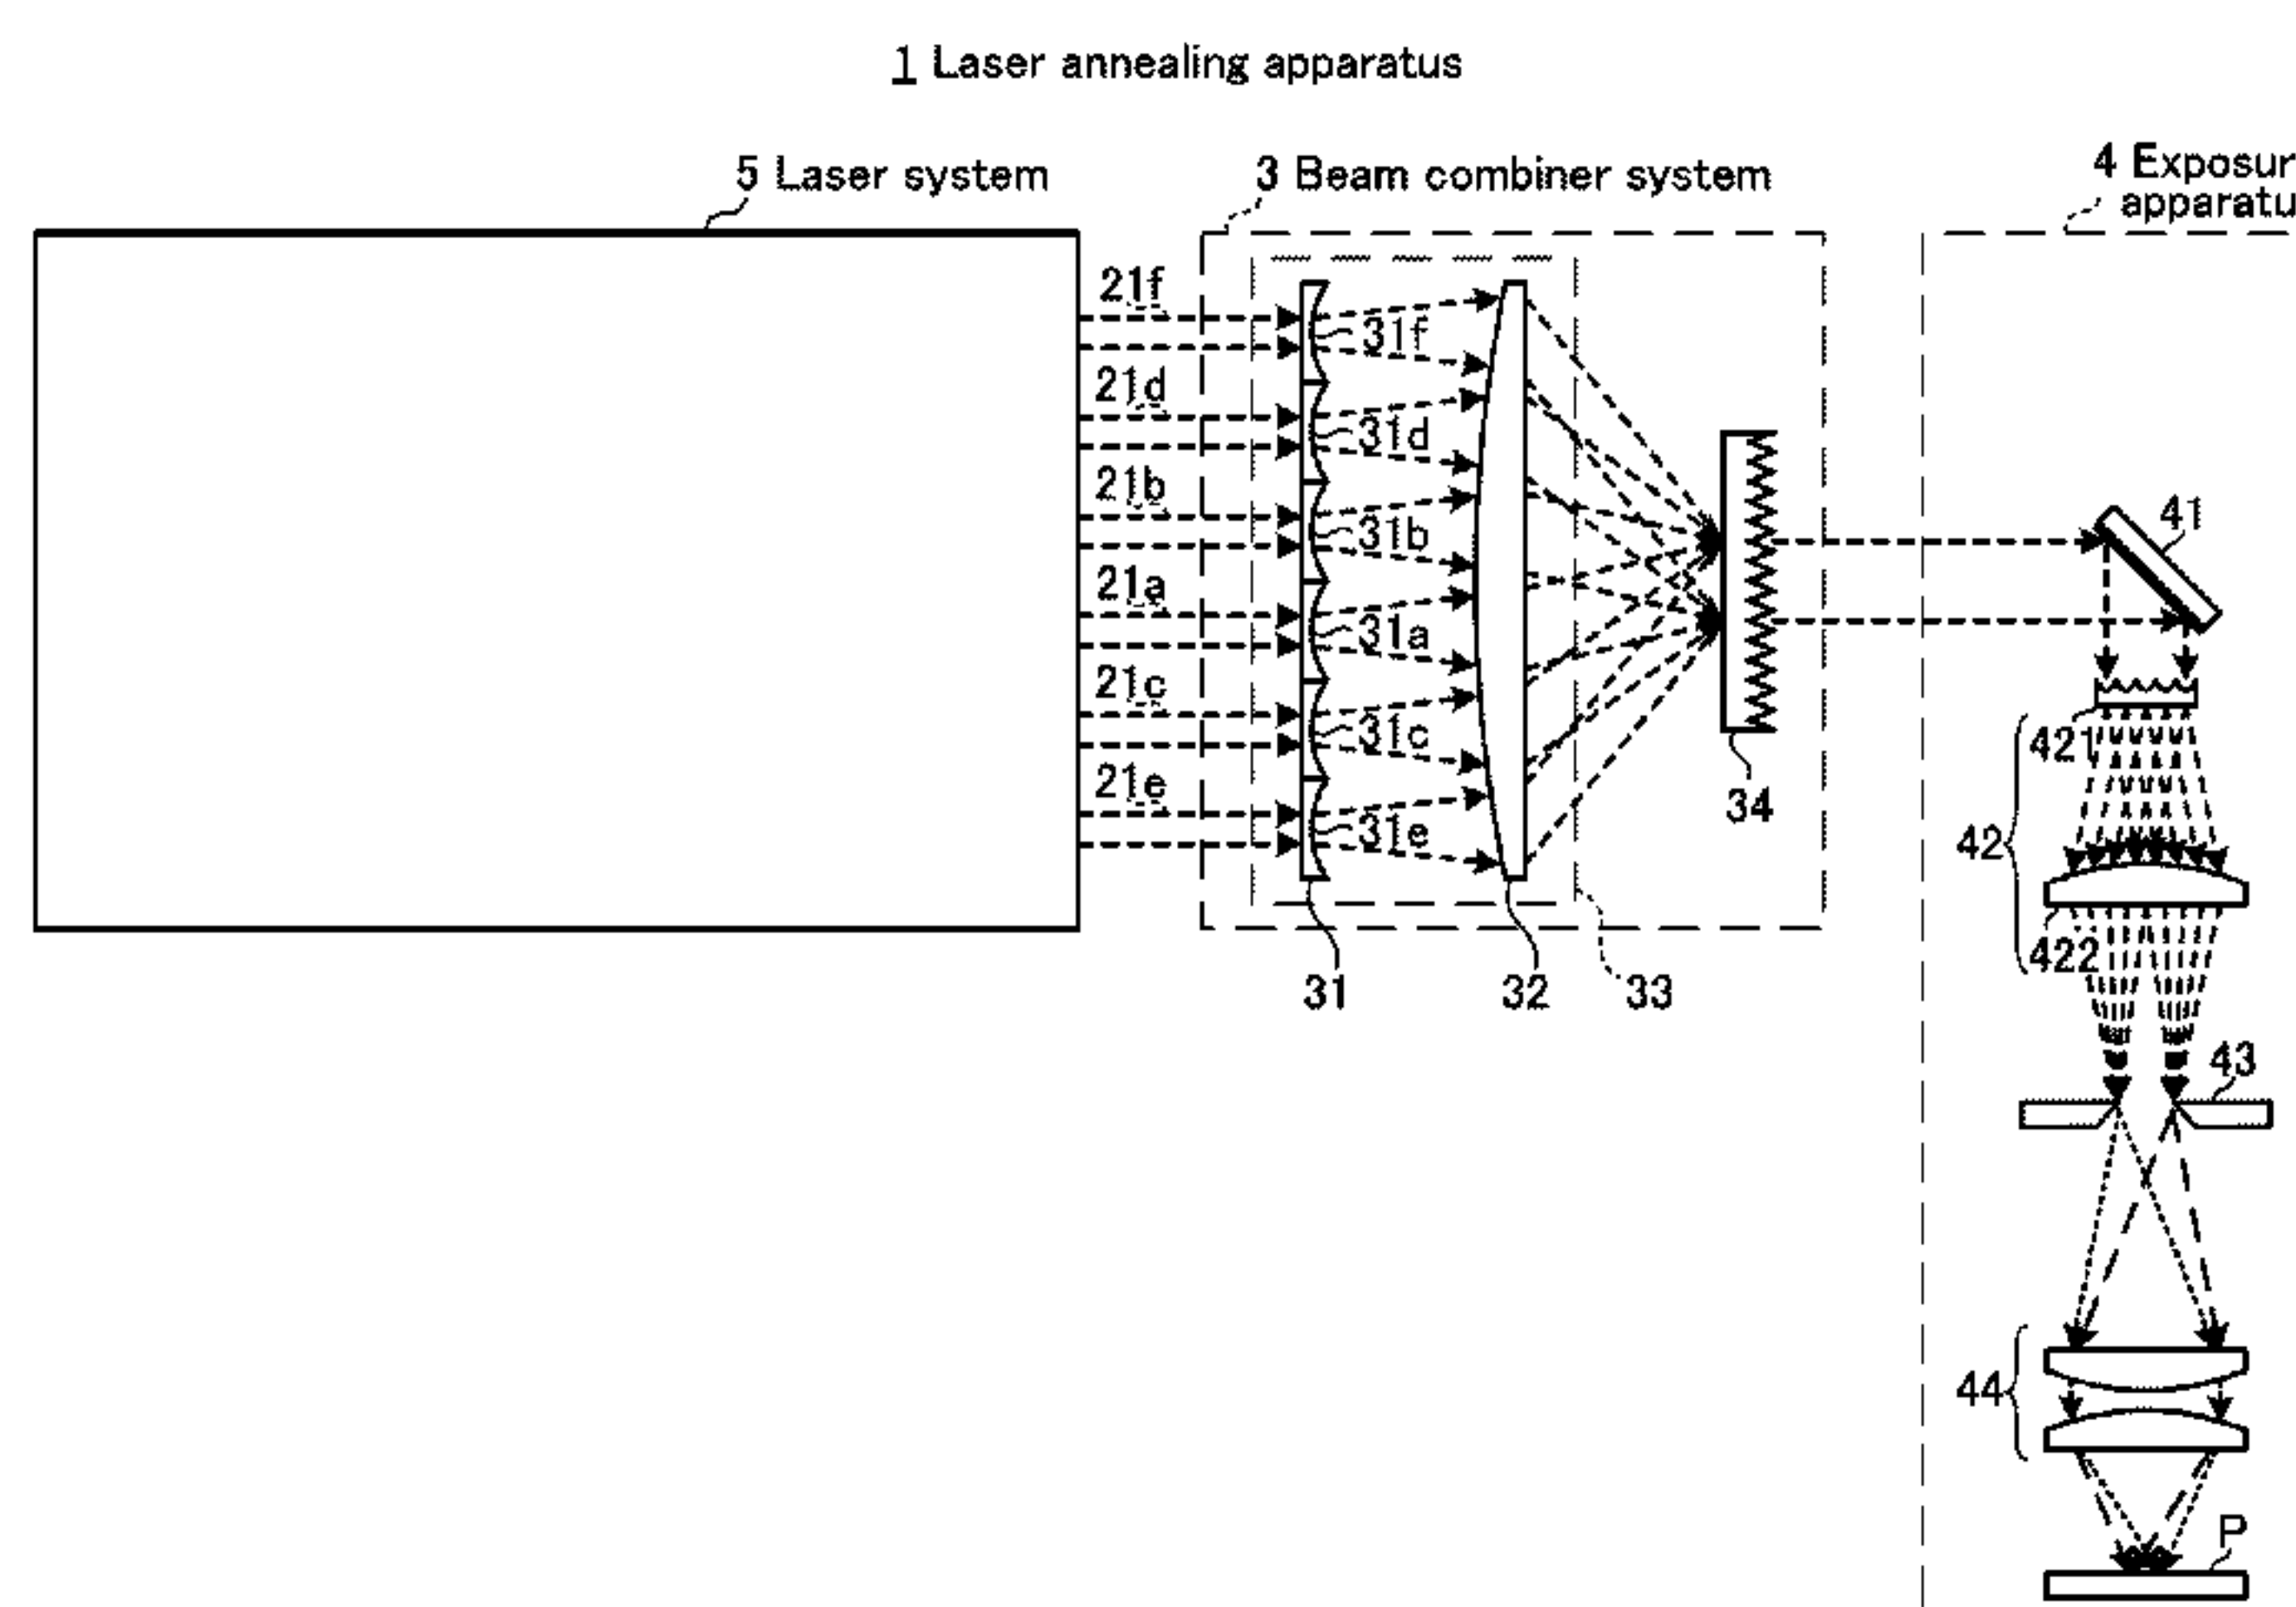 1 Laser annealing apparatus
5 Laser system
3 Beam combiner system
4 Exposur
apparatu
21f
31f
21d
31d
21b
31b
41
21a
31a
21c
31c
421
21e
31e
34
42
422
31
32
33
43
44
P